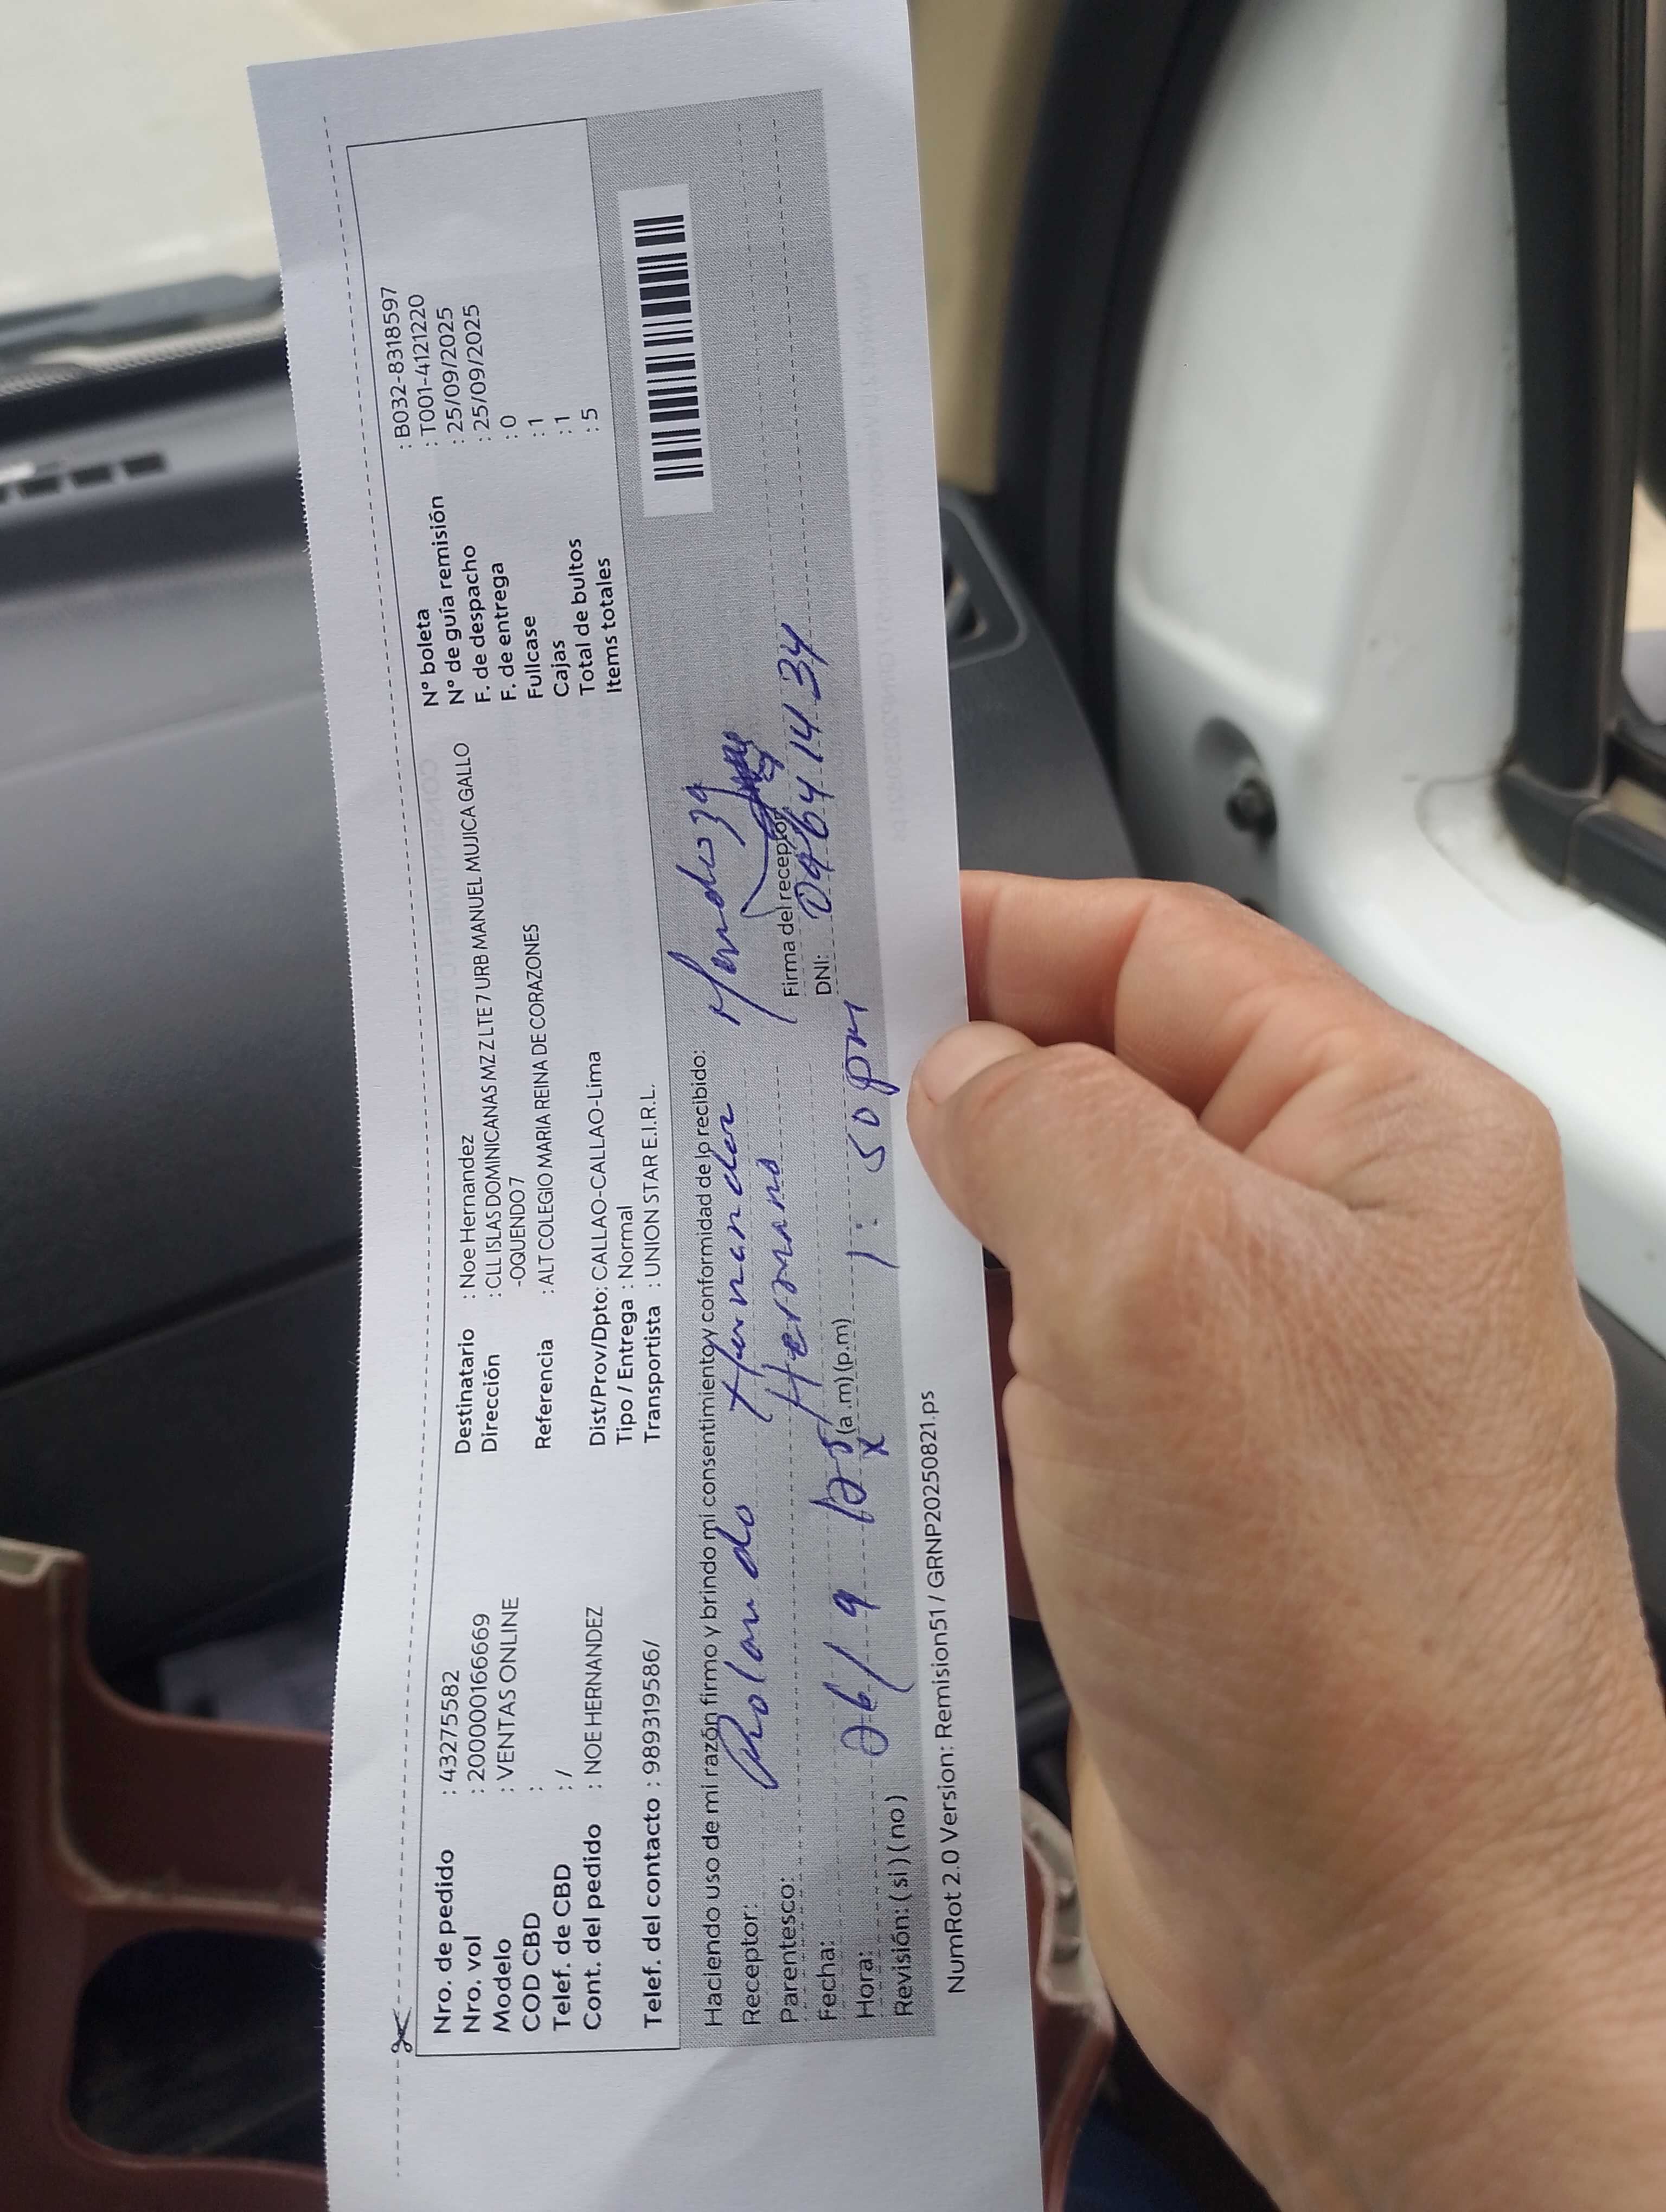 Nro. de pedido : 43275582
Nro. vol : 2000000166669
Modelo : VENTAS ONLINE
COD CBD :
Telef. de CBD : /
Cont. del pedido : NOE HERNANDEZ
Telef. del contacto : 989319586/
Destinatario : Noe Hernandez
Dirección : CLL ISLAS DOMINICANAS MZ Z LTE 7 URB MANUEL MUJICA GALLO
-OQUENDO 7
Referencia : ALT COLEGIO MARIA REINA DE CORAZONES
Dist/Prov/Dpto: CALLAO-CALLAO-Lima
Tipo / Entrega : Normal
Transportista : UNION STAR E.I.R.L.
N° boleta : B032-8318597
N° de guía remisión : T001-4121220
F. de despacho : 25/09/2025
F. de entrega : 25/09/2025
Fullcase : 0
Cajas : 1
Total de bultos : 1
Items totales : 5
Haciendo uso de mi razón firmo y brindo mi consentimiento y conformidad de lo recibido:
Receptor: Rolando Hernandez Mendoza
Parentesco: Hermano
Firma del receptor
Fecha: 26/9/25
DNI:
Hora: (a.m) (p.m) 1:50 pm
Revisión: ( si ) ( no ) x
NumRot 2.0 Version: Remision51 / GRNP20250821.ps